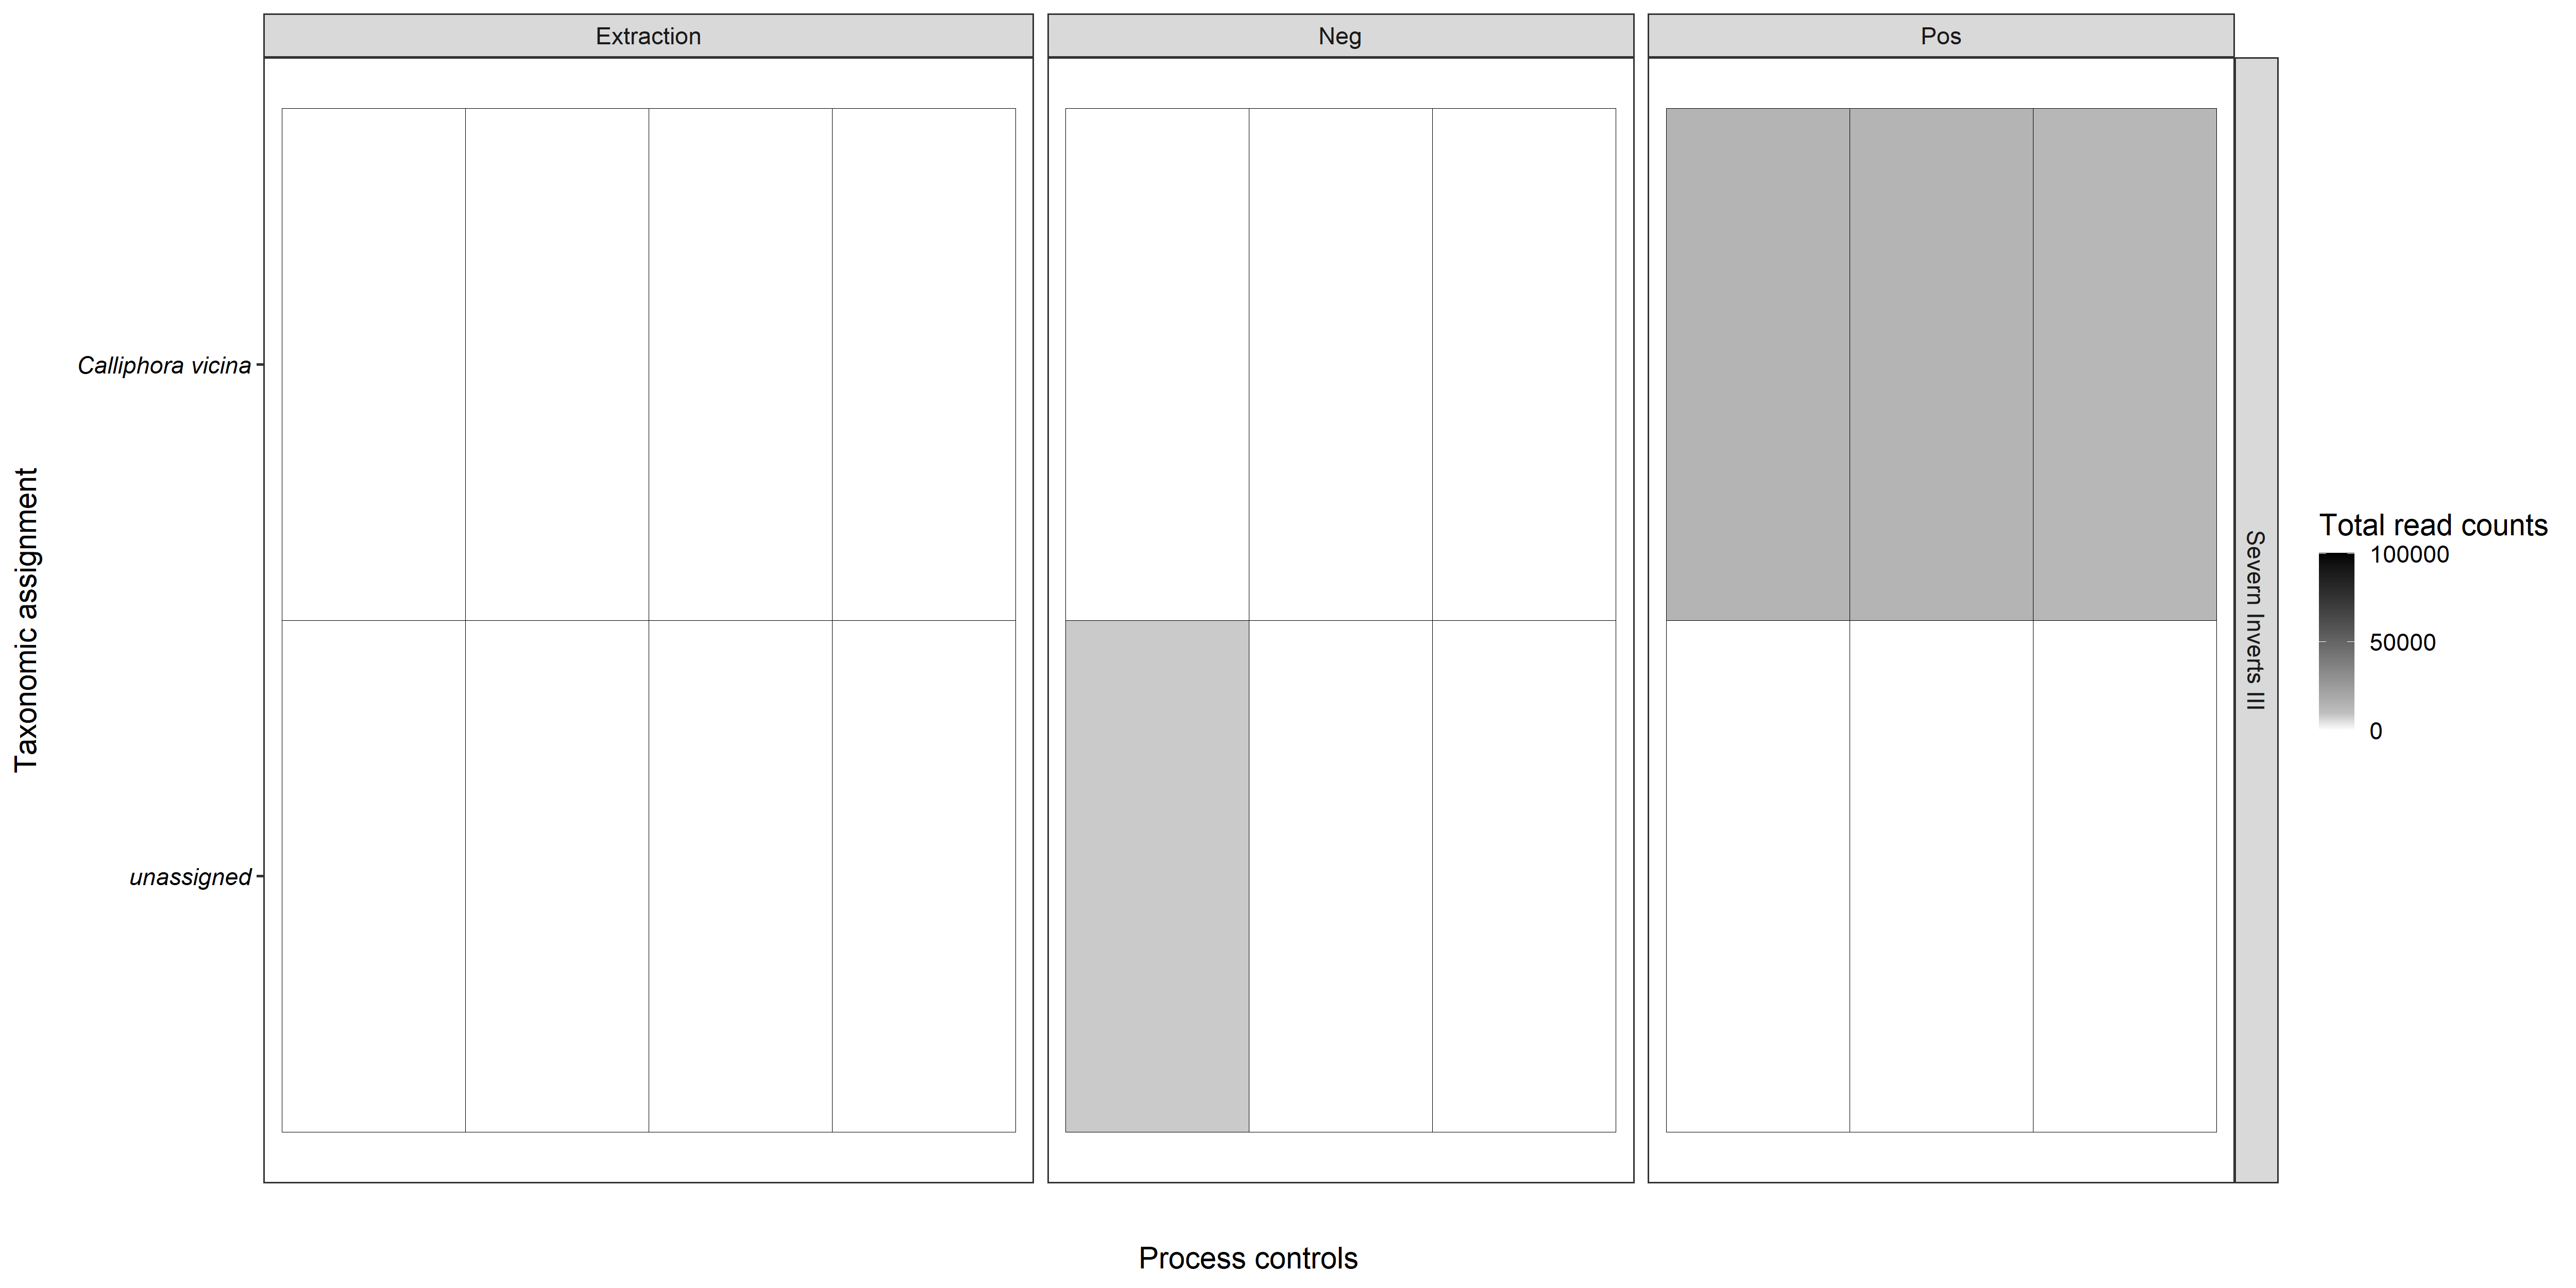 Extraction
Neg
Pos
Calliphora vicina
unassigned
Taxonomic assignment
Process controls
Severn Inverts III
Total read counts
100000
50000
0